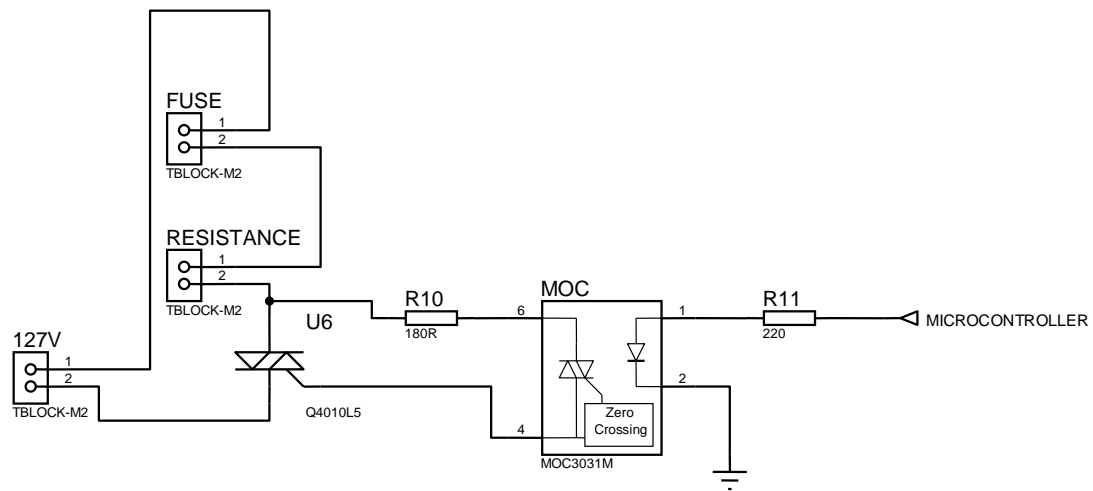 FUSE
1
2
TBLOCK-M2
RESISTANCE
1
2
TBLOCK-M2
127V
1
2
TBLOCK-M2
U6
Q4010L5
R10
180R
MOC
6
4
1
2
Zero
Crossing
MOC3031M
R11
220
MICROCONTROLLER